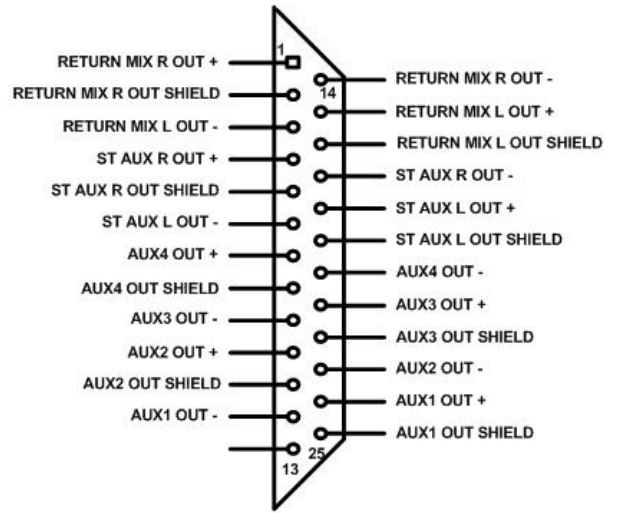 RETURN MIX R OUT +
RETURN MIX R OUT SHIELD
RETURN MIX L OUT -
ST AUX R OUT +
ST AUX R OUT SHIELD
ST AUX L OUT -
AUX4 OUT +
AUX4 OUT SHIELD
AUX3 OUT -
AUX2 OUT +
AUX2 OUT SHIELD
AUX1 OUT -
1
13
14
25
RETURN MIX R OUT -
RETURN MIX L OUT +
RETURN MIX L OUT SHIELD
ST AUX R OUT -
ST AUX L OUT +
ST AUX L OUT SHIELD
AUX4 OUT -
AUX3 OUT +
AUX3 OUT SHIELD
AUX2 OUT -
AUX1 OUT +
AUX1 OUT SHIELD